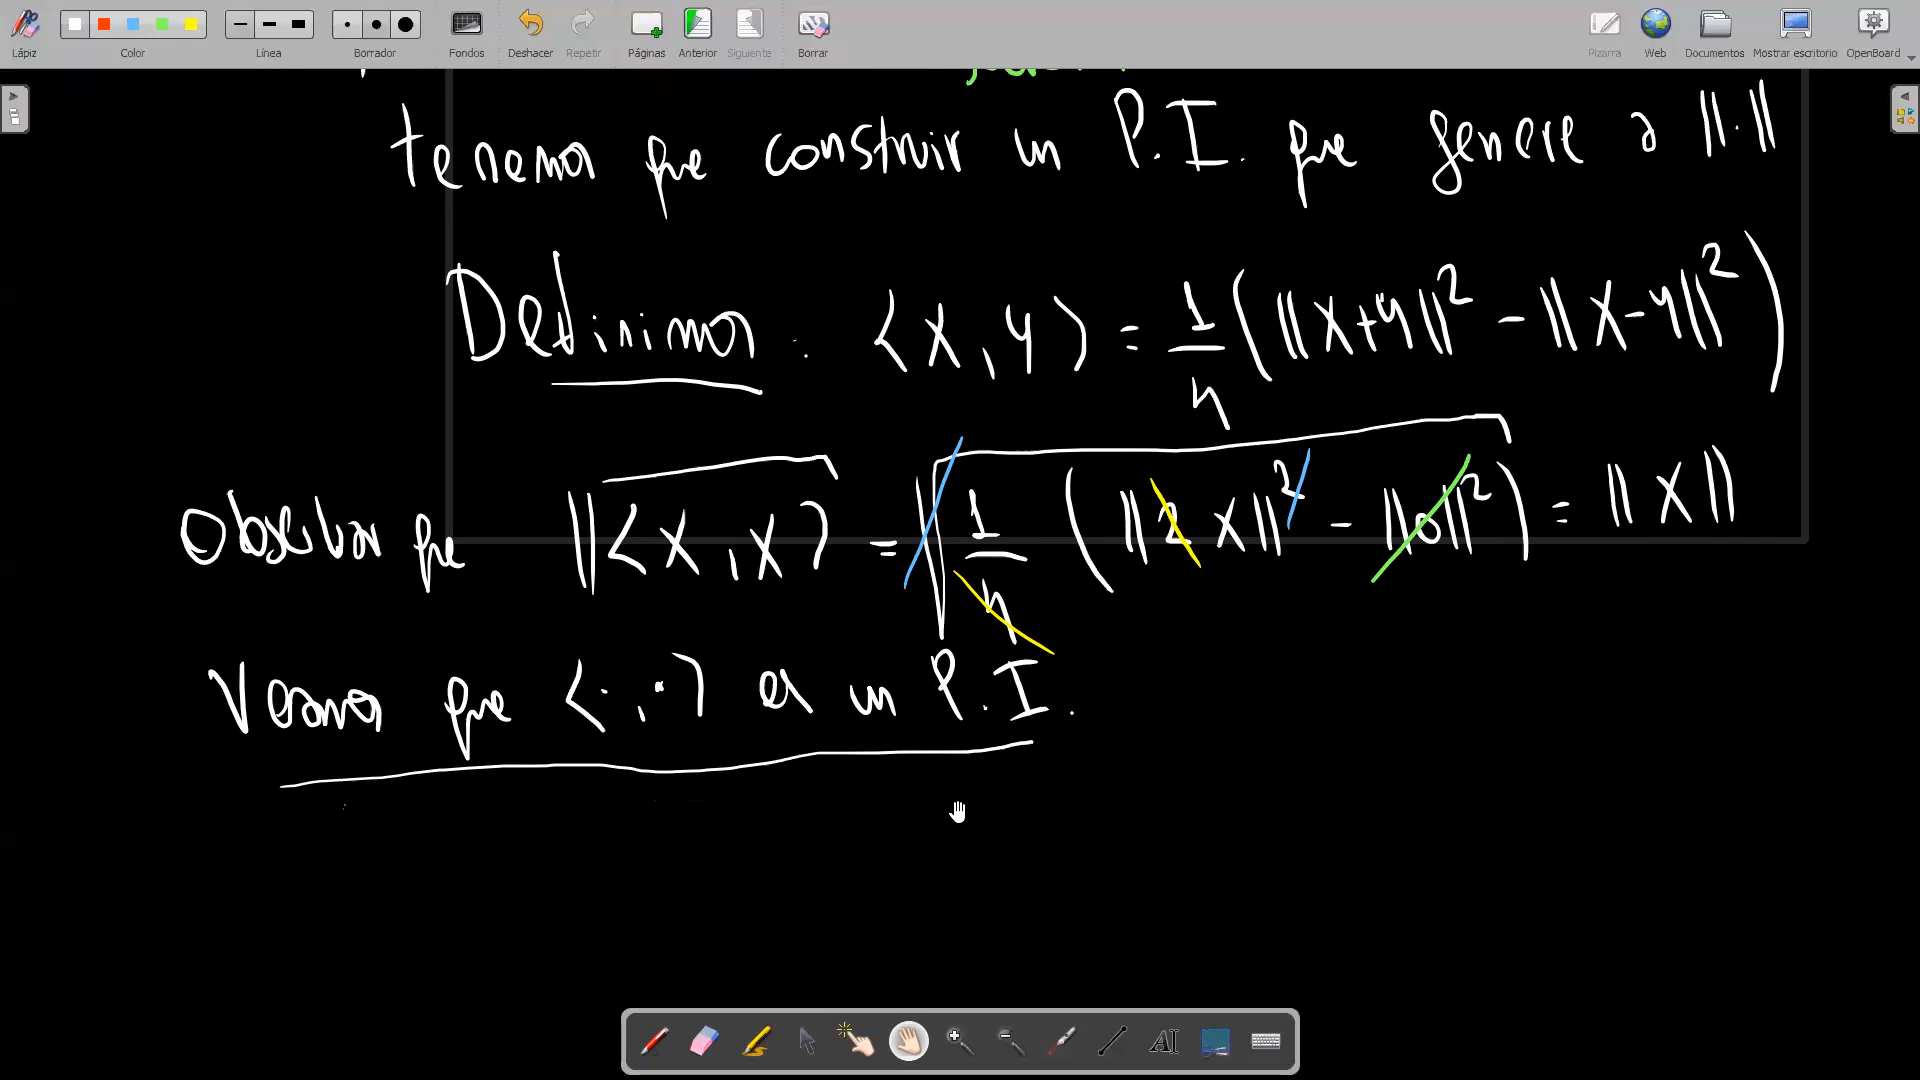 Lápiz Color Línea Borrador Fondos Deshacer Repetir Páginas Anterior Siguiente Borrar Pizarra Web Documentos Mostrar escritorio OpenBoard
tenemos que construir un P.I. que genere a ||·||
Definimos: ⟨x,y⟩ = 1/4 (||x+y||² - ||x-y||²)
Observar que √⟨x,x⟩ = √(1/4 (||2x||² - ||0||²)) = ||x||
Veamos que ⟨·,·⟩ es un P.I.
AI